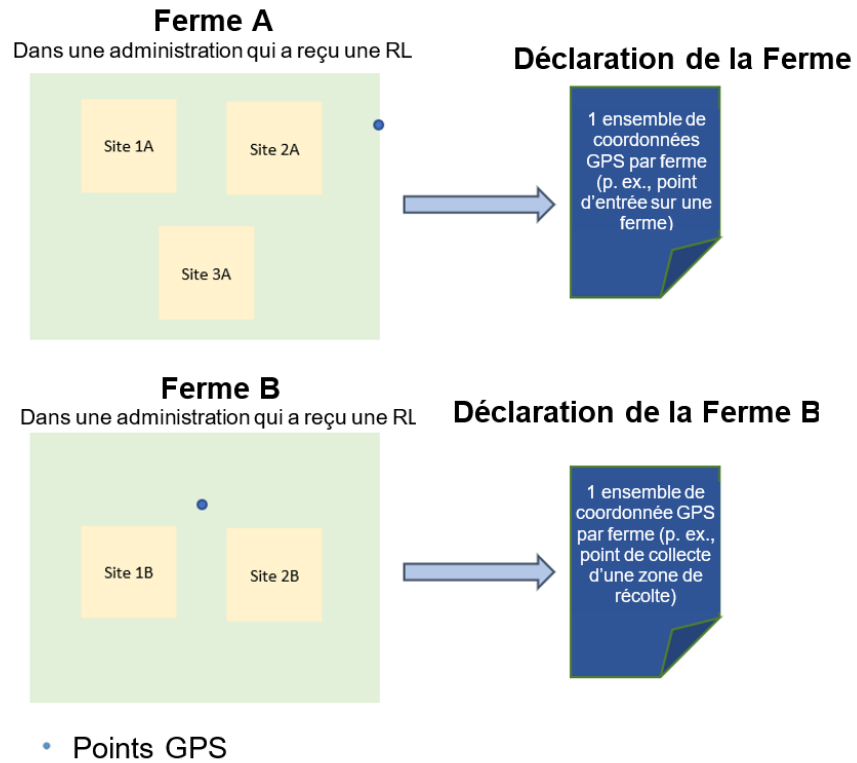 Ferme A
Dans une administration qui a reçu une RL
Site 1A
Site 2A
Site 3A
Déclaration de la Ferme
1 ensemble de
coordonnées
GPS par ferme
(p. ex., point
d'entrée sur une
ferme)
Ferme B
Dans une administration qui a reçu une RL
Site 1B
Site 2B
Déclaration de la Ferme B
1 ensemble de
coordonnée GPS
par ferme (p. ex.,
point de collecte
d'une zone de
récolte)
• Points GPS